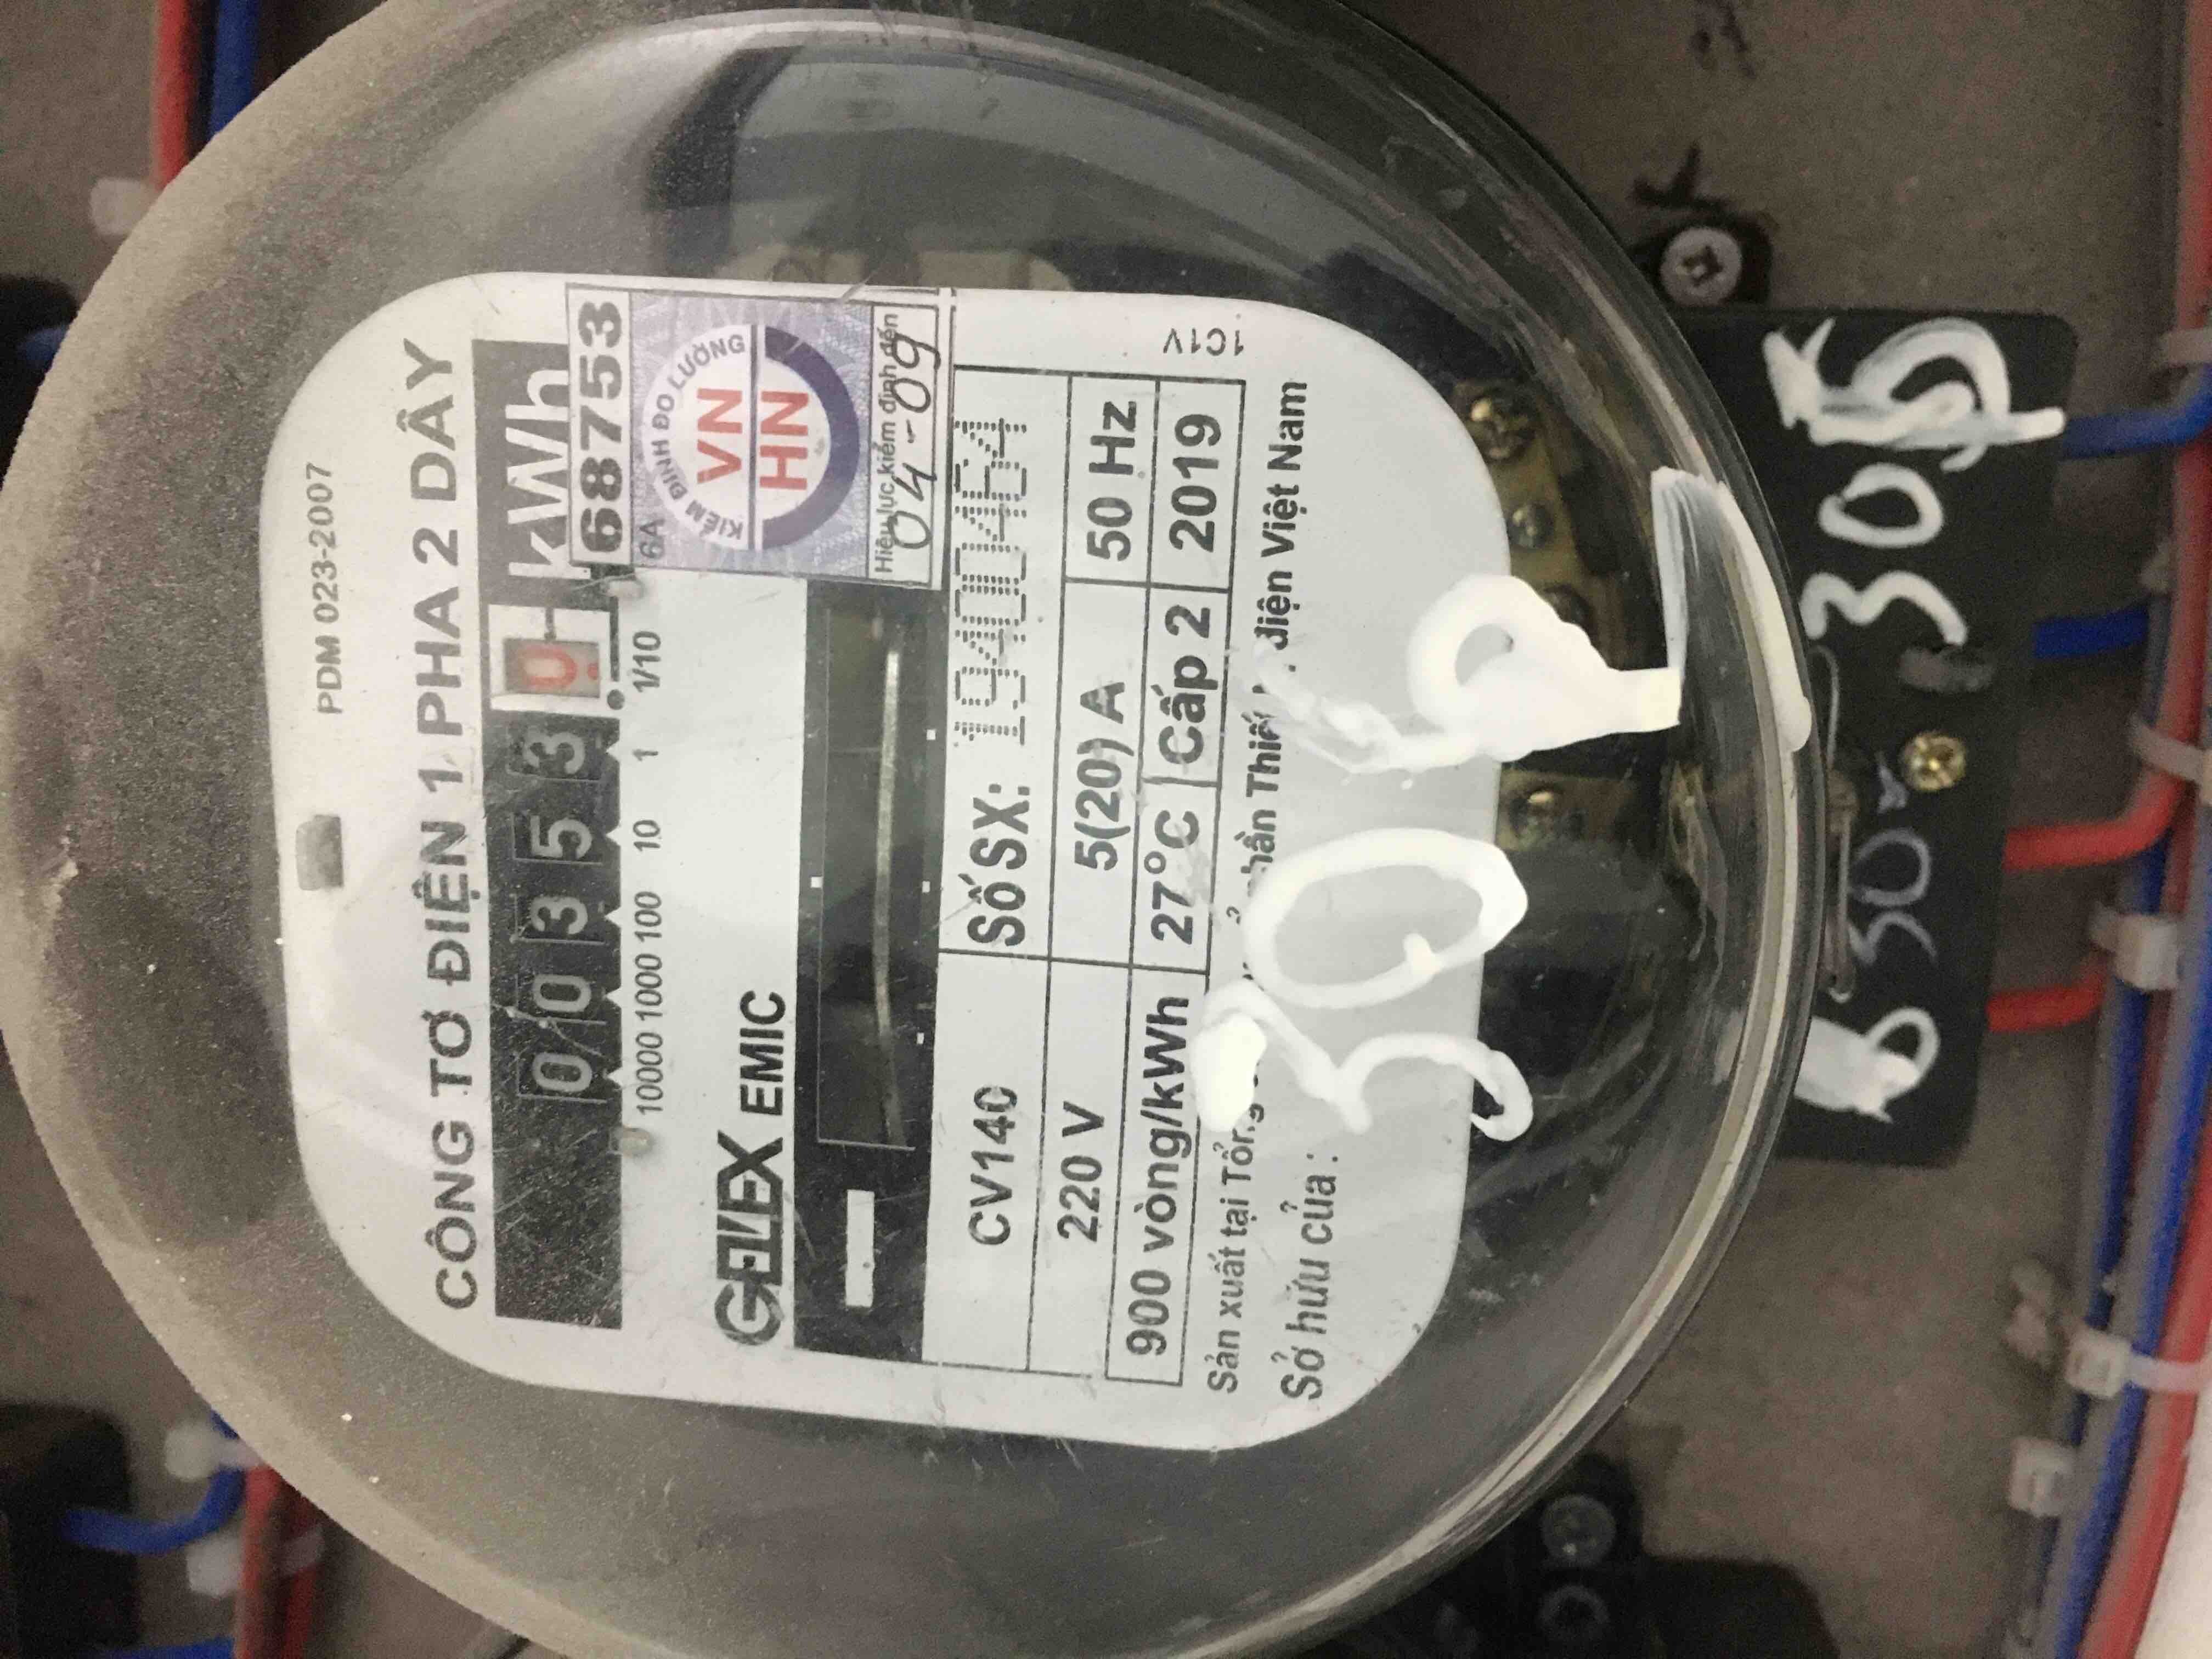 PDM 023-2007
CÔNG TƠ ĐIỆN 1 PHA 2 DÂY
0 0 3 5 3 0 kWh
10000 1000 100 10 1 1/10
68753
6A
KIỂM ĐỊNH ĐO LƯỜNG
VN
HN
Hiệu lực kiểm định đến
04-09
GELEX EMIC
CV140 Số SX:
220 V 5(20) A 50 Hz
900 vòng/kWh 27°C Cấp 2 2019
1C1V
Sản xuất tại Tổng phần Thiết điện Việt Nam
Sở hữu của:
305